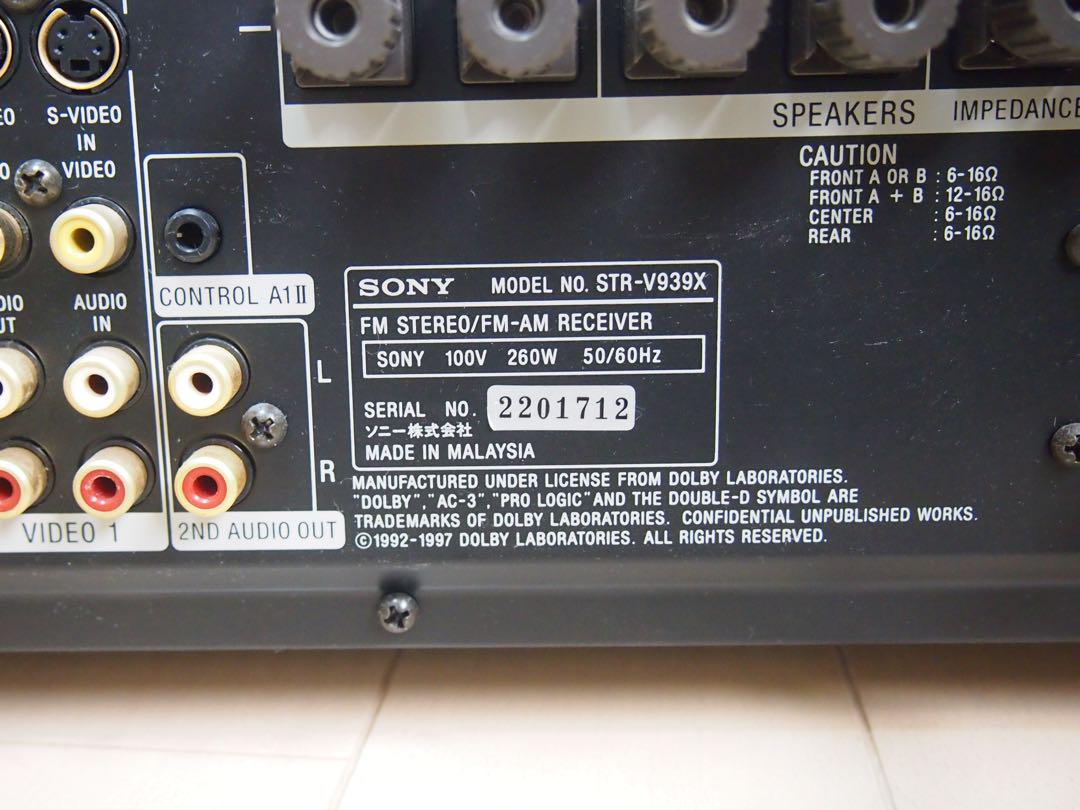 S-VIDEO
IN
VIDEO
AUDIO
IN
VIDEO 1
CONTROL A1II
L
R
2ND AUDIO OUT
SPEAKERS
CAUTION
FRONT A OR B : 6-16Ω
FRONT A + B : 12-16Ω
CENTER : 6-16Ω
REAR : 6-16Ω
SONY MODEL NO. STR-V939X
FM STEREO/FM-AM RECEIVER
SONY 100V 260W 50/60Hz
SERIAL NO. 2201712
ソニー株式会社
MADE IN MALAYSIA
MANUFACTURED UNDER LICENSE FROM DOLBY LABORATORIES.
"DOLBY", "AC-3", "PRO LOGIC" AND THE DOUBLE-D SYMBOL ARE
TRADEMARKS OF DOLBY LABORATORIES. CONFIDENTIAL UNPUBLISHED WORKS.
©1992-1997 DOLBY LABORATORIES. ALL RIGHTS RESERVED.